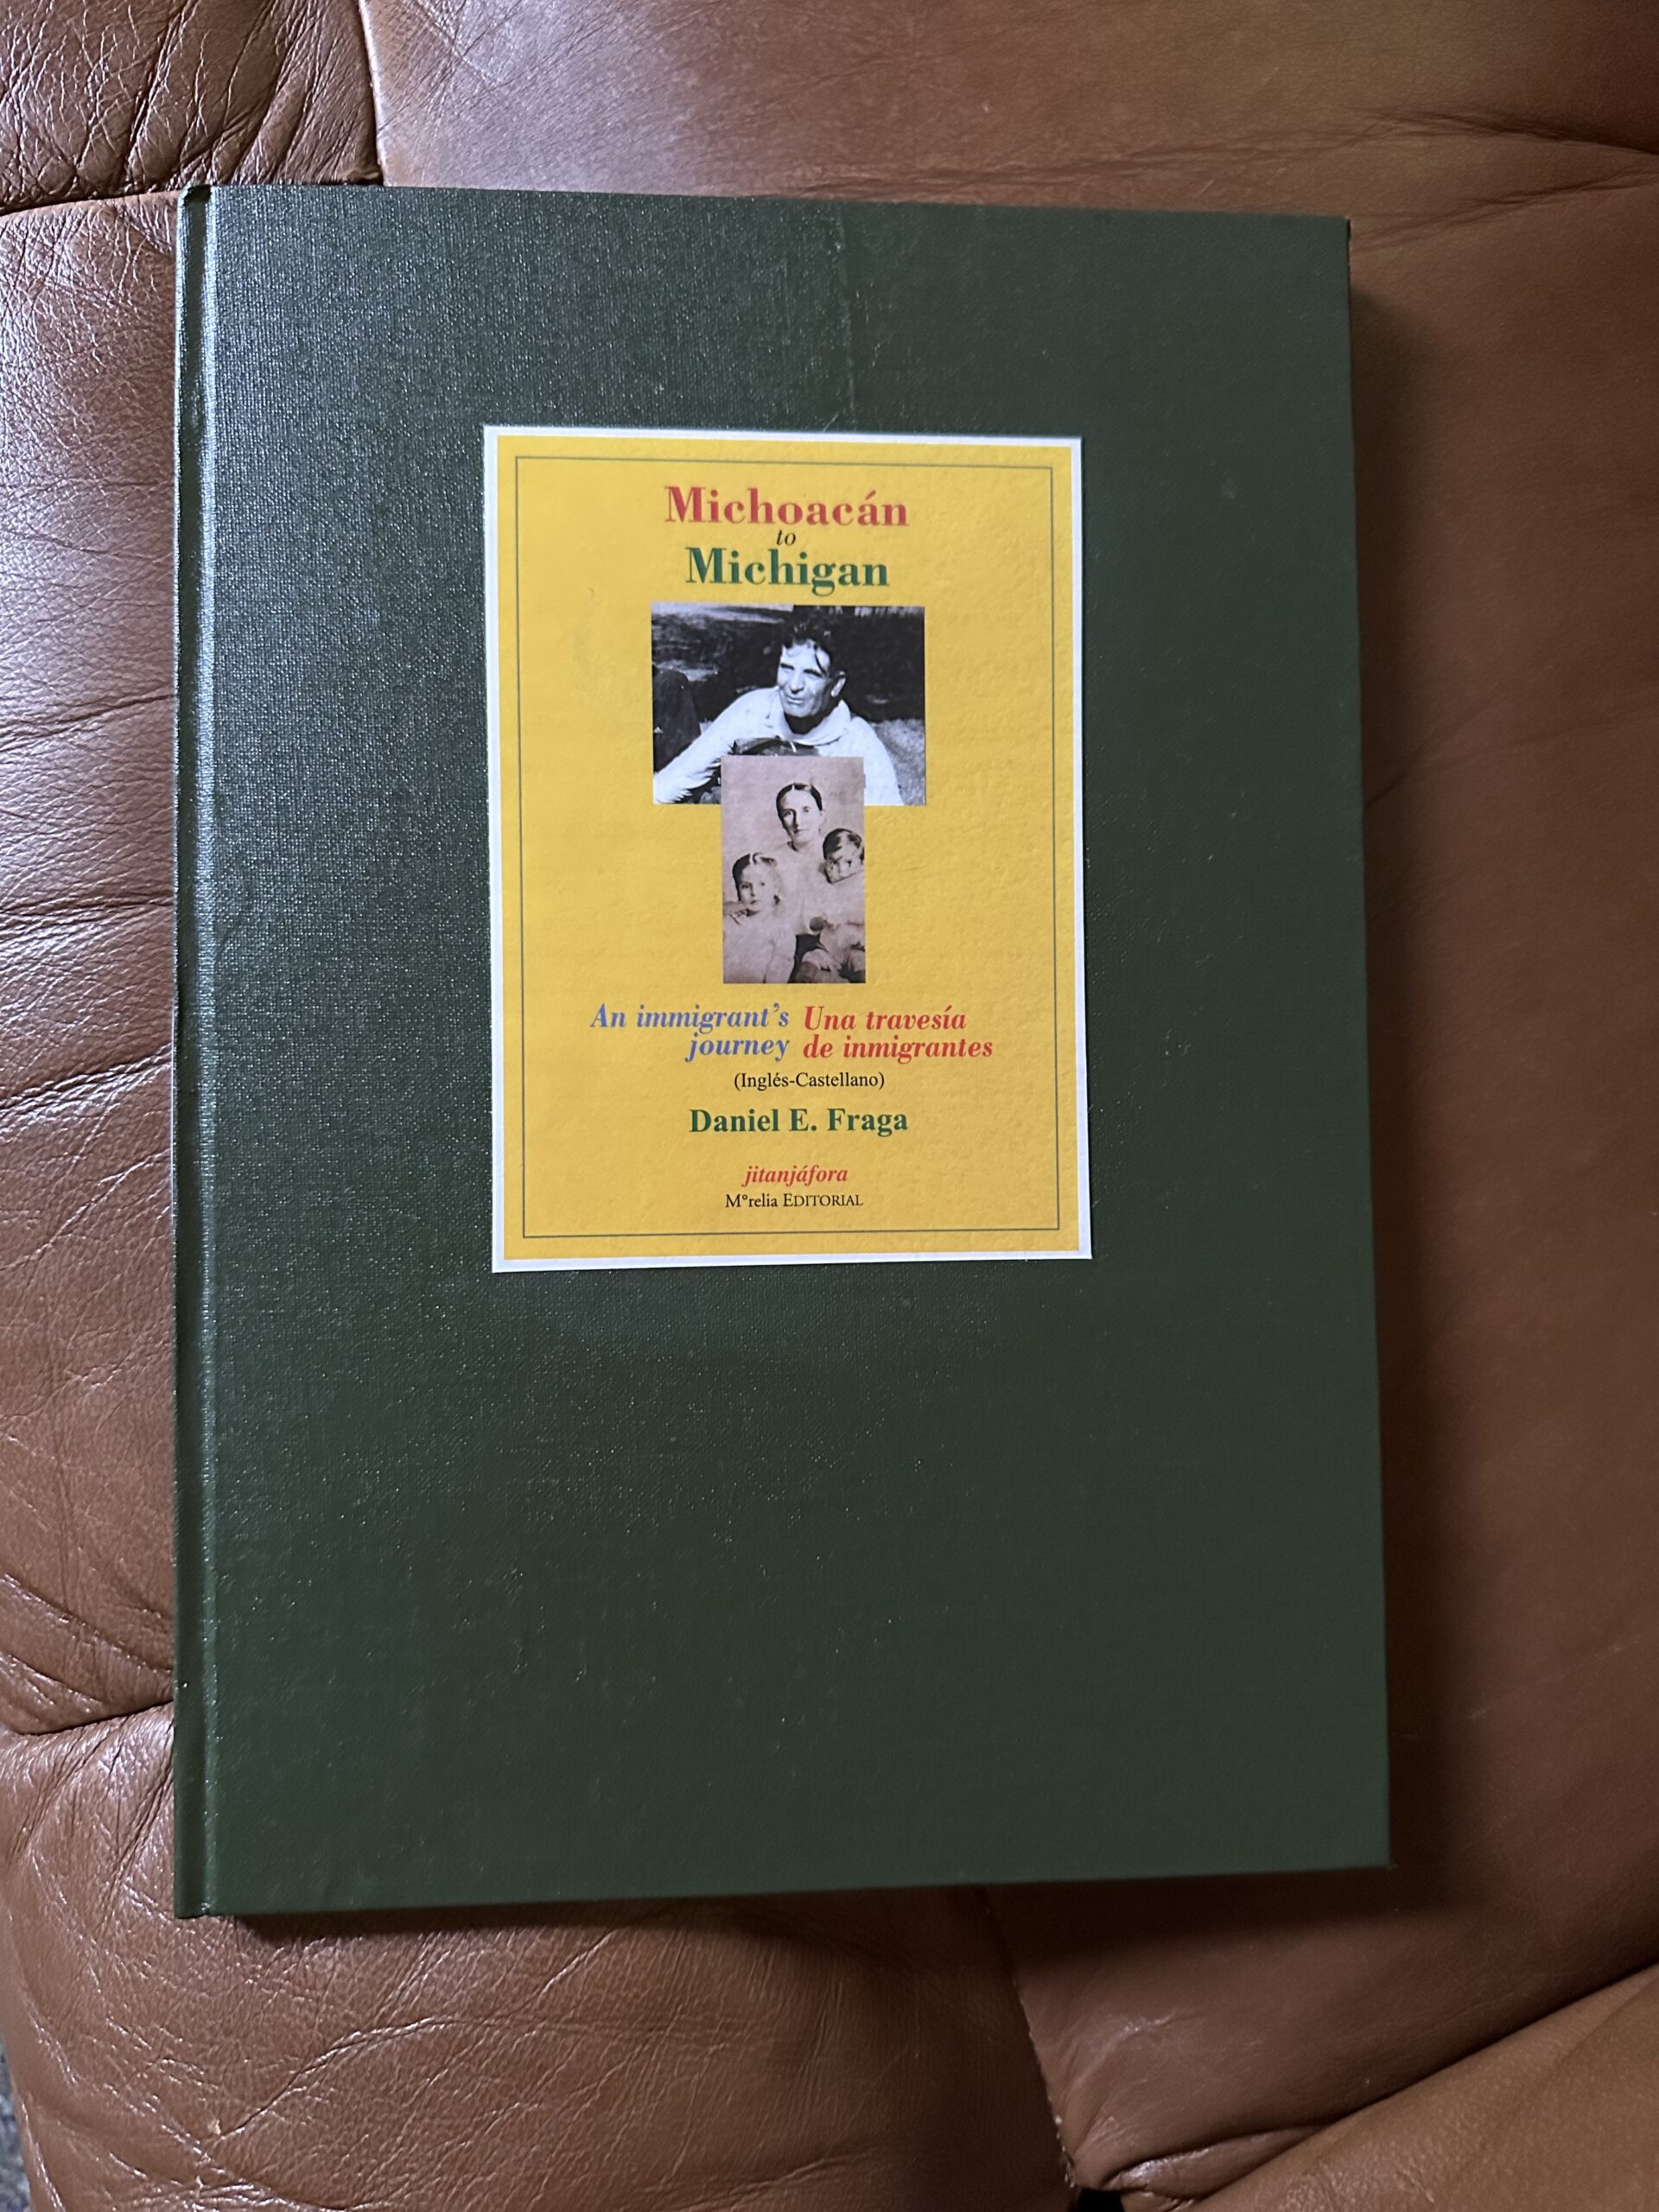 Michoacán
to
Michigan
An immigrant's
journey
Una travesía
de inmigrantes
(Inglés-Castellano)
Daniel E. Fraga
jitanjáfora
M°relia EDITORIAL